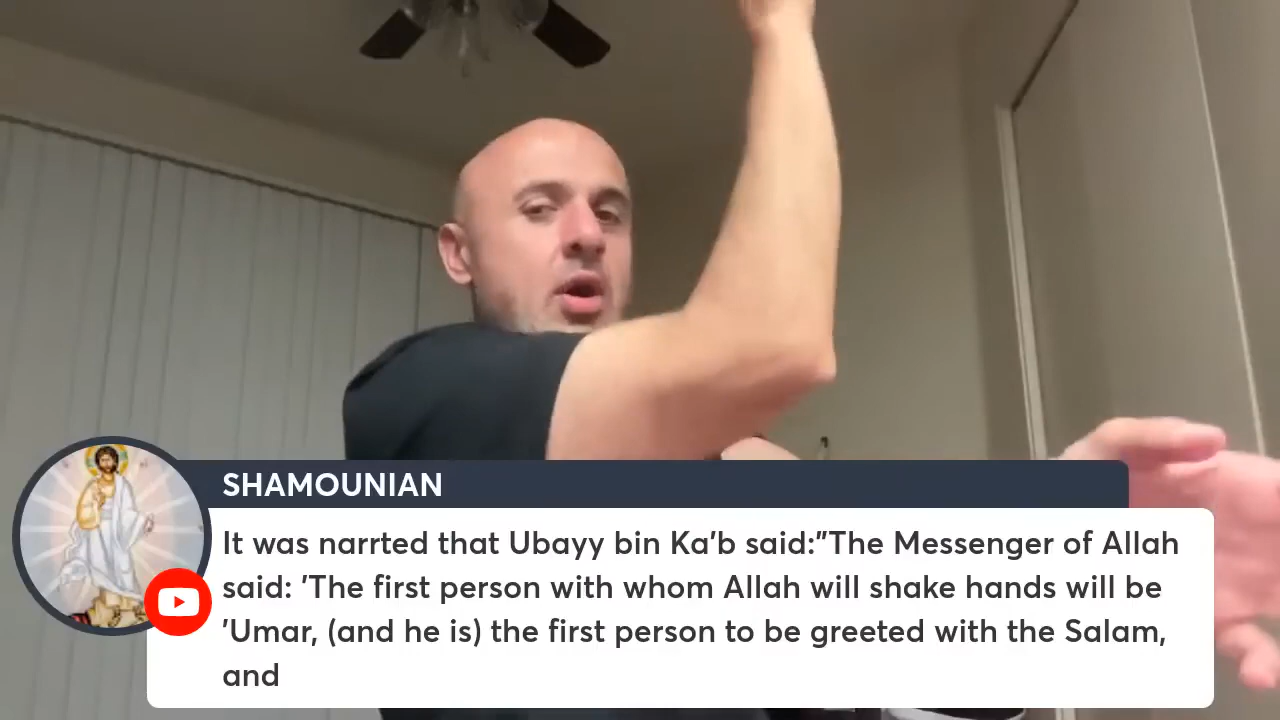 SHAMOUNIAN
It was narrted that Ubayy bin Ka'b said:"The Messenger of Allah
said: 'The first person with whom Allah will shake hands will be
'Umar, (and he is) the first person to be greeted with the Salam,
and